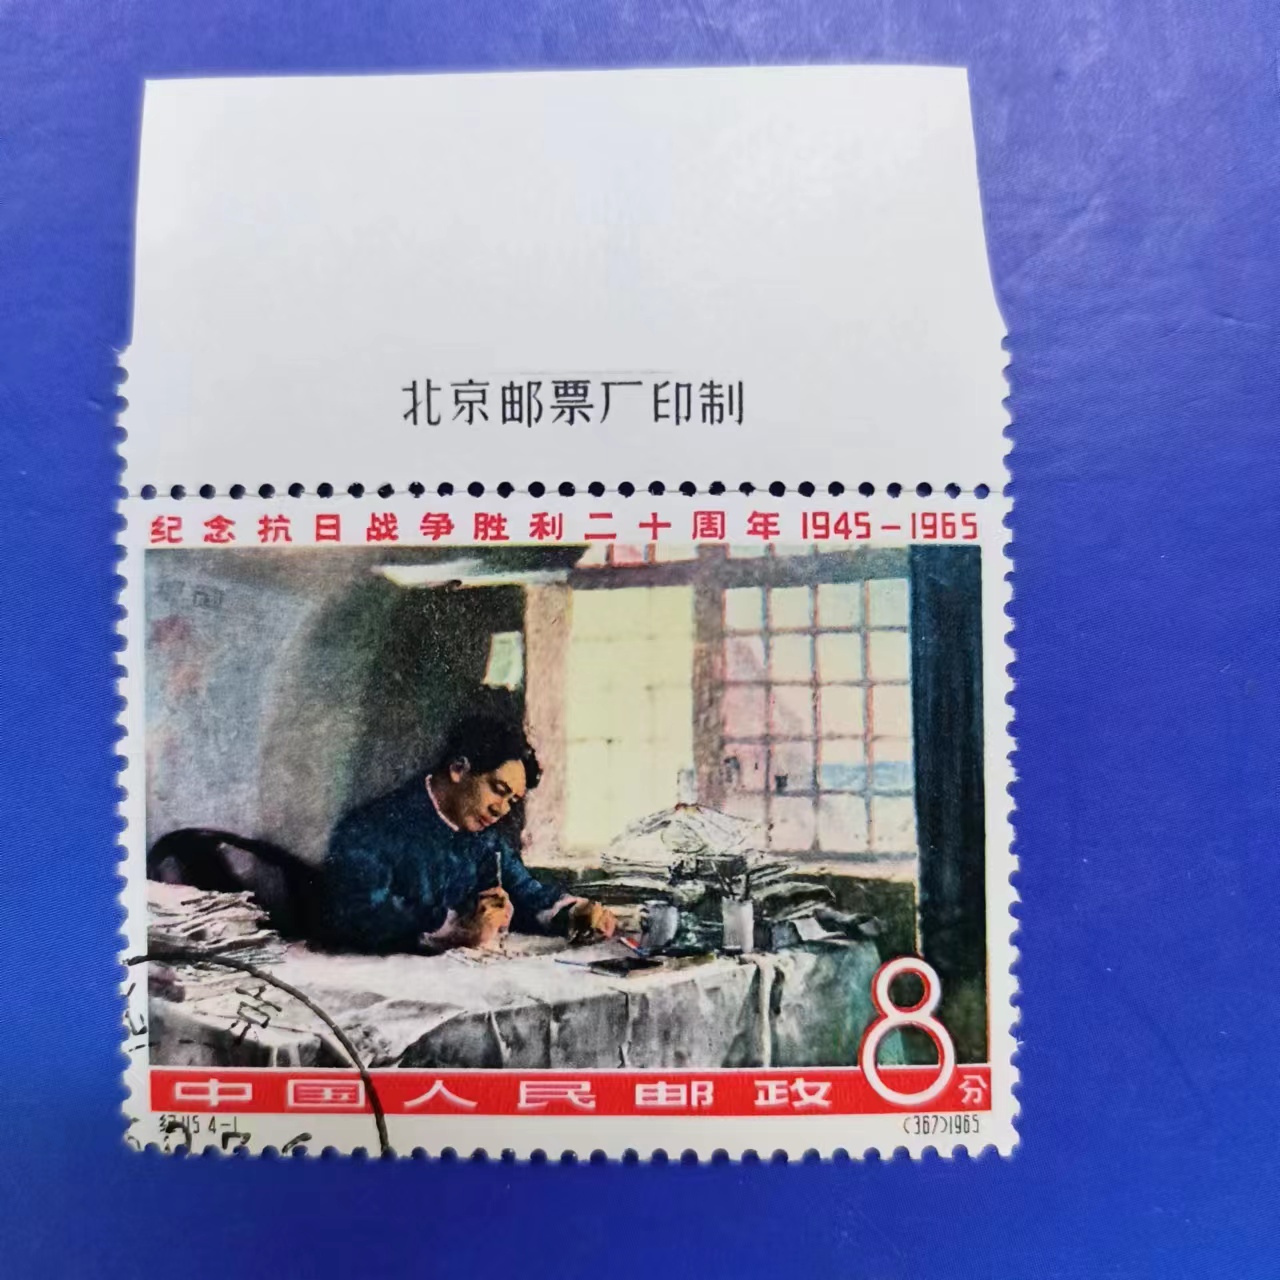 北京邮票厂印制
纪念抗日战争胜利二十周年 1945-1965
京
8分
中国人民邮政
纪115 4-1
(367)1965